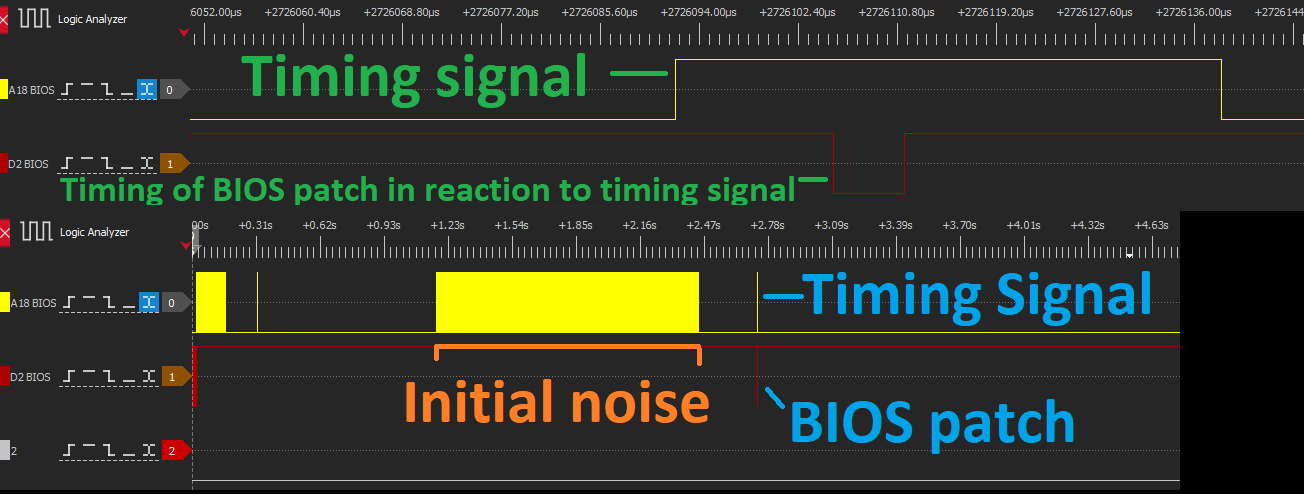 Logic Analyzer
6052.00µs +2726060.40µs +2726068.80µs +2726077.20µs +2726085.60µs +2726094.00µs +2726102.40µs +2726110.80µs +2726119.20µs +2726127.60µs +2726136.00µs +2726144
Timing signal
A18 BIOS 0
D2 BIOS 1
Timing of BIOS patch in reaction to timing signal
Logic Analyzer
00s +0.31s +0.62s +0.93s +1.23s +1.54s +1.85s +2.16s +2.47s +2.78s +3.09s +3.39s +3.70s +4.01s +4.32s +4.63s
A18 BIOS 0
Timing Signal
D2 BIOS 1
Initial noise
BIOS patch
2 2